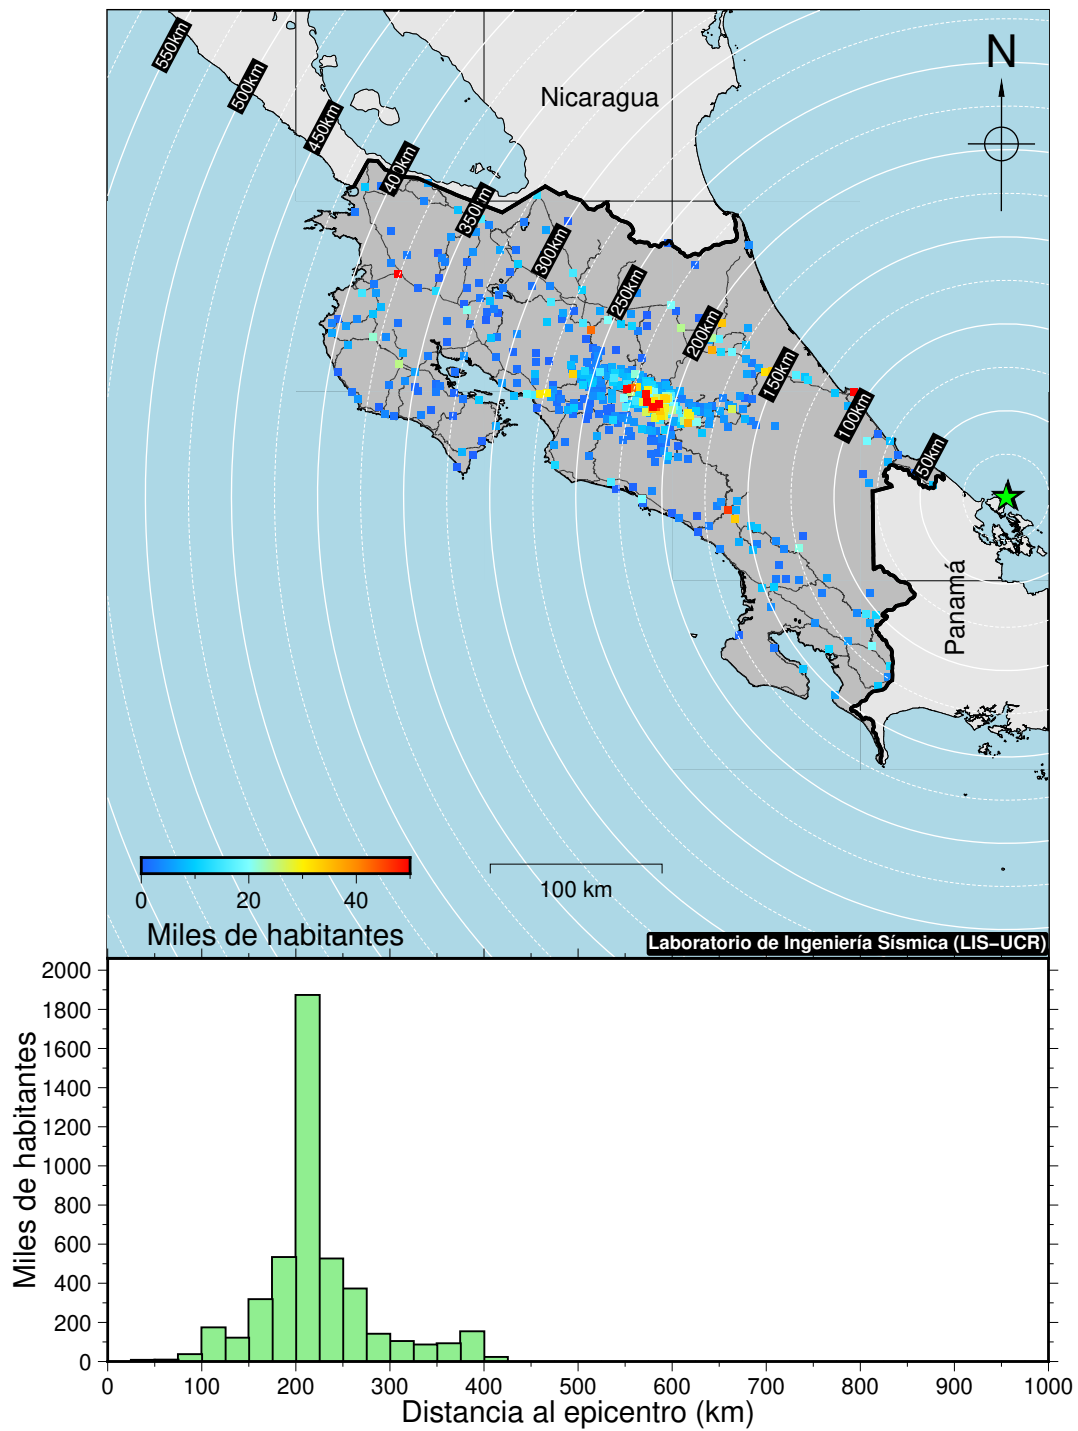 550km
500km
450km
400km
350km
300km
250km
200km
150km
100km
50km
Nicaragua
N
Panamá
0
20
40
Miles de habitantes
100 km
Laboratorio de Ingeniería Sísmica (LIS−UCR)
2000
1800
1600
1400
1200
1000
800
600
400
200
0
Miles de habitantes
0
100
200
300
400
500
600
700
800
900
1000
Distancia al epicentro (km)